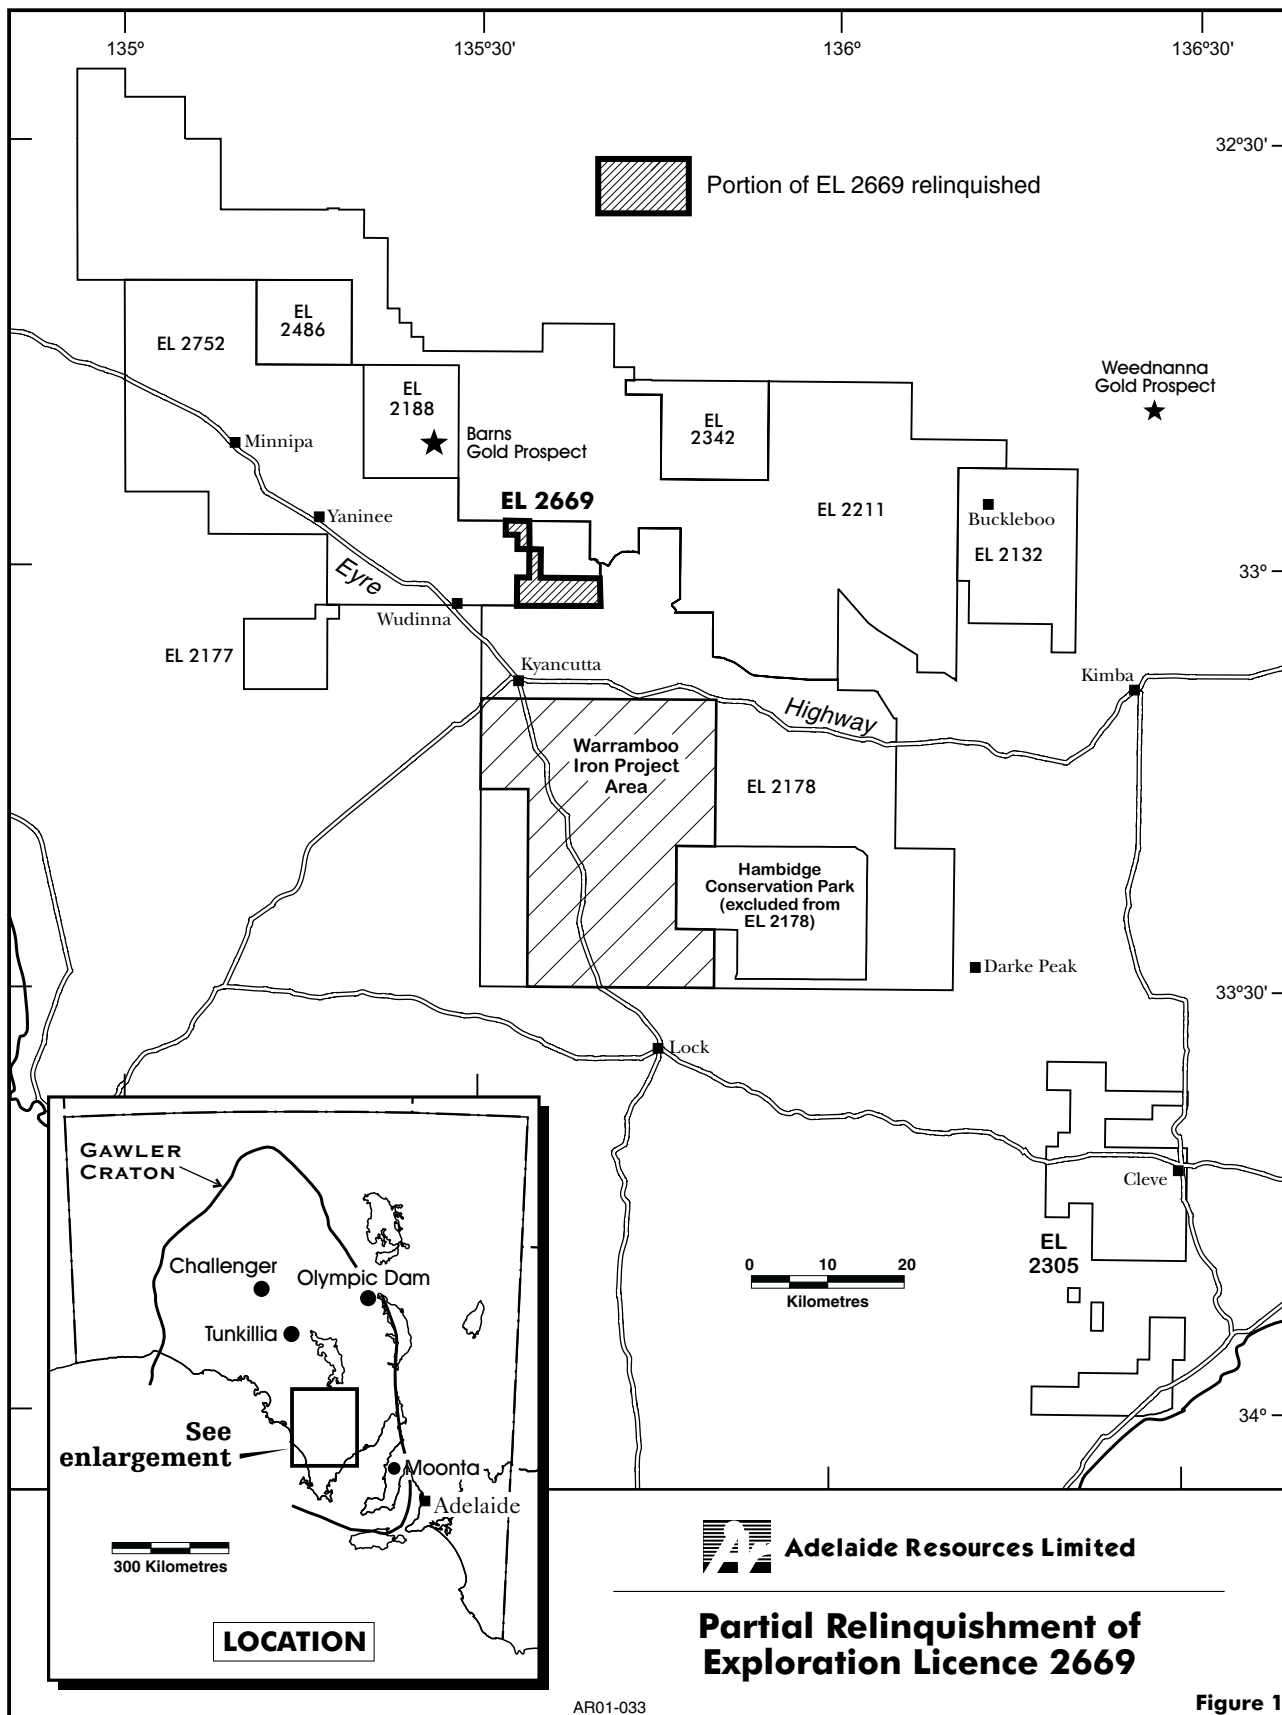 135º
135º30'
136º
136º30'
32º30'
Portion of EL 2669 relinquished
EL
2486
EL 2752
Weednanna
Gold Prospect
EL
2188
EL
2342
Minnipa
Barns
Gold Prospect
EL 2669
EL 2211
Yaninee
Buckleboo
EL 2132
33º
Eyre
Wudinna
EL 2177
Kyancutta
Kimba
Highway
Warramboo
Iron Project
Area
EL 2178
Hambidge
Conservation Park
(excluded from
EL 2178)
Darke Peak
33º30'
Lock
Cleve
EL
2305
0 10 20
Kilometres
34º
GAWLER
CRATON
Challenger
Olympic Dam
Tunkillia
See
enlargement
Moonta
Adelaide
300 Kilometres
LOCATION
Adelaide Resources Limited
Partial Relinquishment of
Exploration Licence 2669
AR01-033
Figure 1